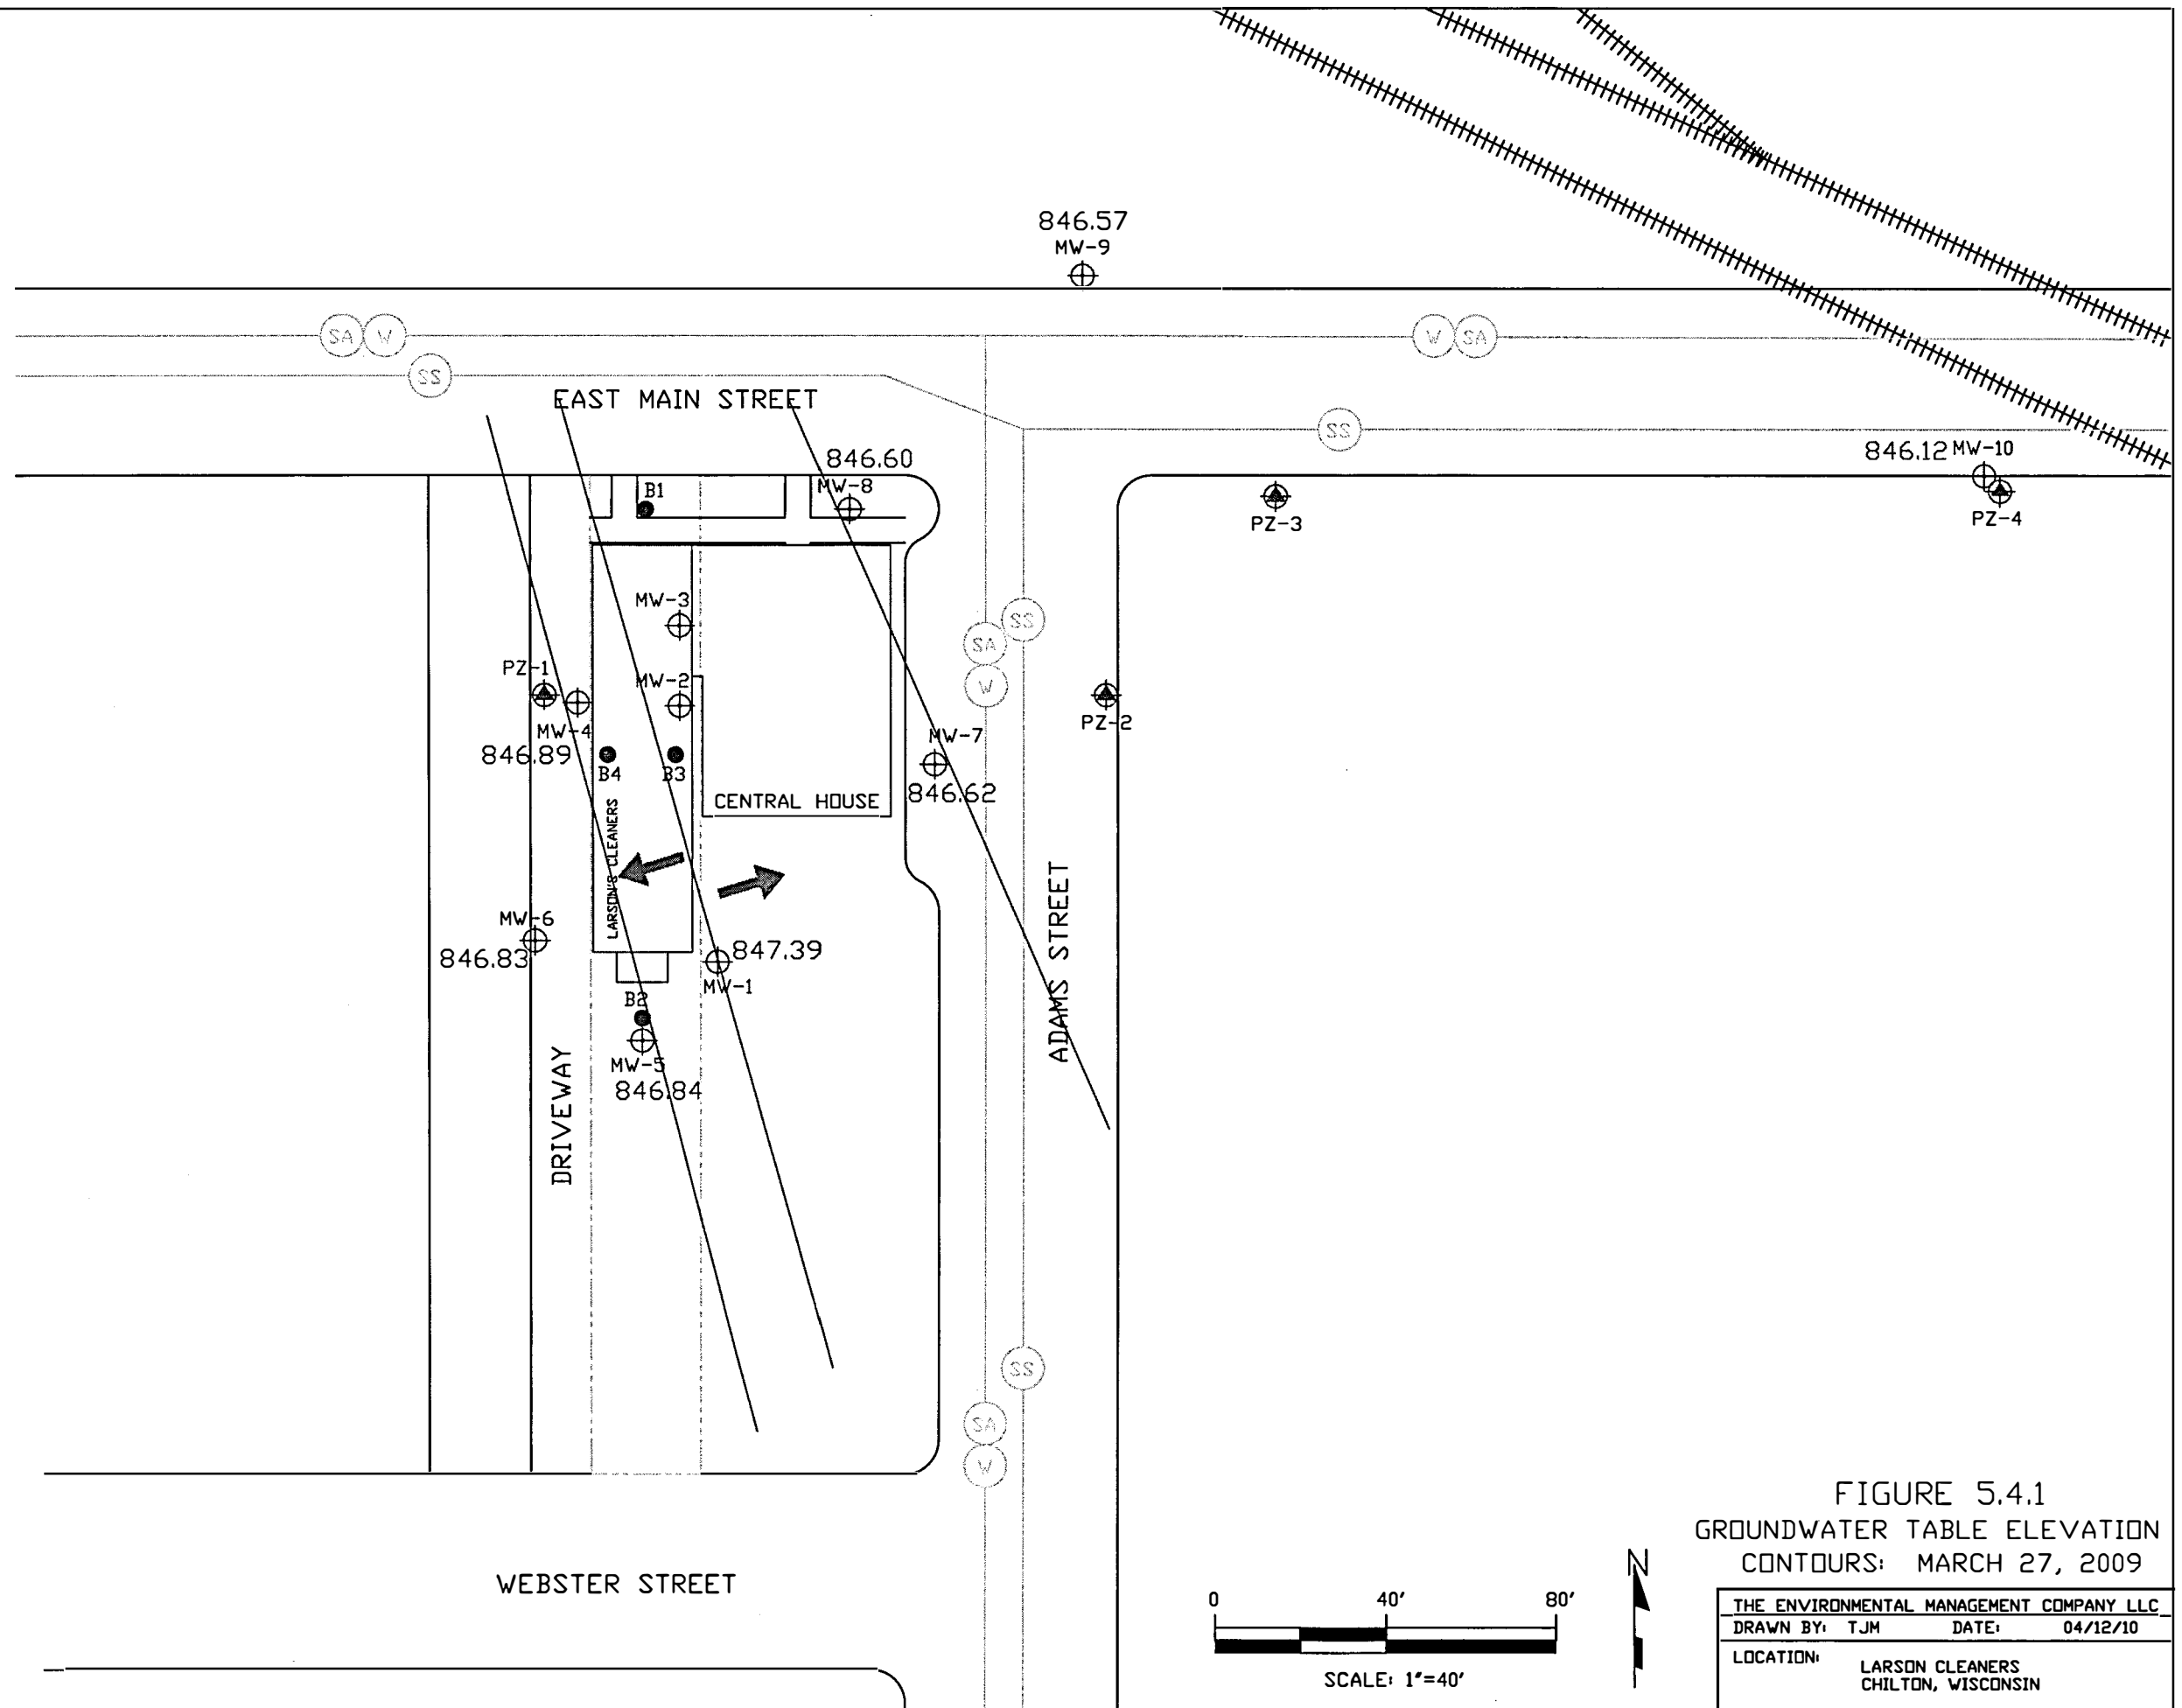 846.57
MW-9
SA W
W SA
SS
EAST MAIN STREET
SS
846.60
MW-8
846.12 MW-10
B1
PZ-3
PZ-4
MW-3
SS
SA
PZ-1
MW-2
W
MW-4
PZ-2
MW-7
846.89
B4
B3
CENTRAL HOUSE
846.62
LARSON'S CLEANERS
ADAMS STREET
MW-6
846.83
847.39
MW-1
B2
MW-5
846.84
DRIVEWAY
SS
SA
W
WEBSTER STREET
0 40' 80'
SCALE: 1"=40'
N
FIGURE 5.4.1
GROUNDWATER TABLE ELEVATION
CONTOURS: MARCH 27, 2009
THE ENVIRONMENTAL MANAGEMENT COMPANY LLC
DRAWN BY: TJM DATE: 04/12/10
LOCATION: LARSON CLEANERS
CHILTON, WISCONSIN